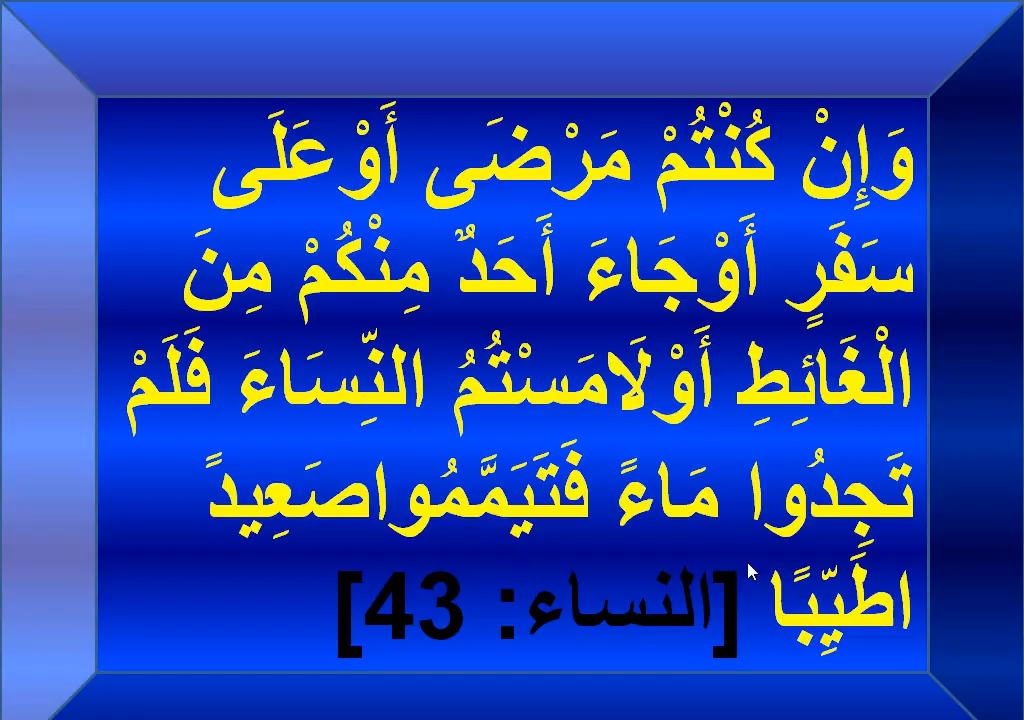 وَإِنْ كُنْتُمْ مَرْضَى أَوْعَلَى
سَفَرٍ أَوْجَاءَ أَحَدٌ مِنْكُمْ مِنَ
الْغَائِطِ أَوْلَامَسْتُمُ النِّسَاءَ فَلَمْ
تَجِدُوا مَاءً فَتَيَمَّمُواصَعِيدً
اطَيِّبًا [النساء: 43]